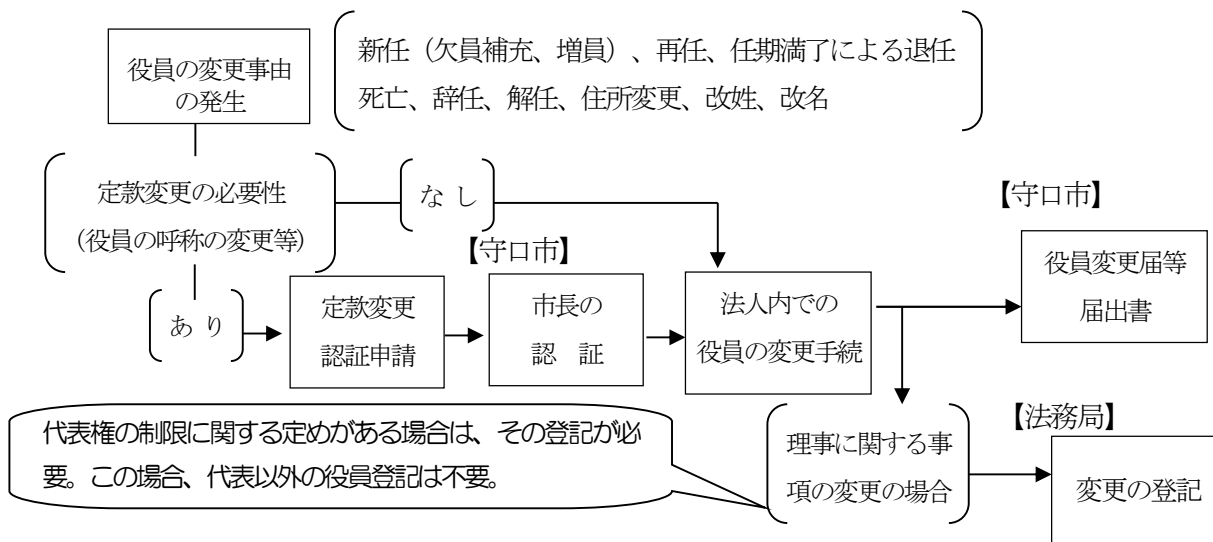 役員の変更事由
の発生
新任（欠員補充、増員）、再任、任期満了による退任
死亡、辞任、解任、住所変更、改姓、改名
定款変更の必要性
（役員の呼称の変更等）
な し
あ り
定款変更
認証申請
【守口市】
市長の
認　証
法人内での
役員の変更手続
【守口市】
役員変更届等
届出書
代表権の制限に関する定めがある場合は、その登記が必
要。この場合、代表以外の役員登記は不要。
理事に関する事
項の変更の場合
【法務局】
変更の登記